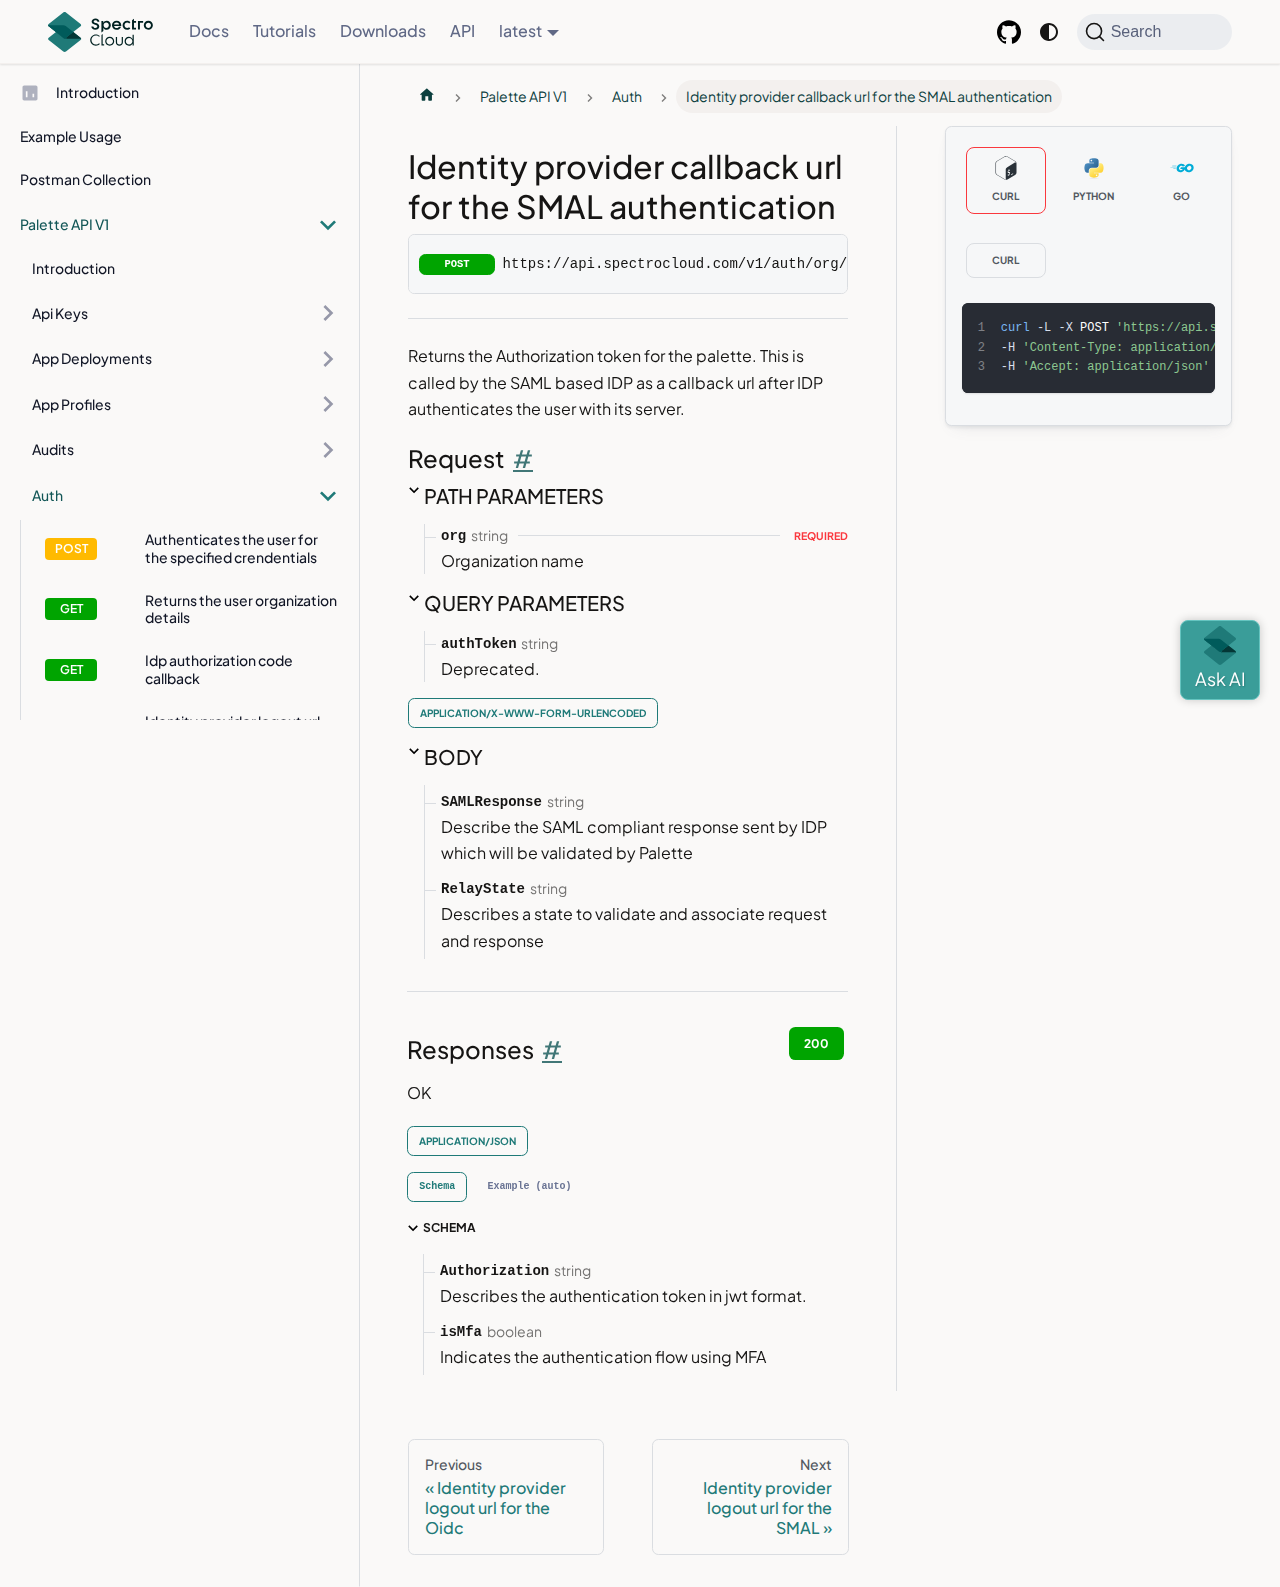 Spectro Cloud
Docs
Tutorials
Downloads
API
latest
Search
Introduction
Example Usage
Postman Collection
Palette API V1
Introduction
Api Keys
App Deployments
App Profiles
Audits
Auth
POST
Authenticates the user for
the specified crendentials
GET
Returns the user organization
details
GET
Idp authorization code
callback
Identity provider logout url
Palette API V1
Auth
Identity provider callback url for the SMAL authentication
Identity provider callback url
for the SMAL authentication
POST https://api.spectrocloud.com/v1/auth/org/
Returns the Authorization token for the palette. This is
called by the SAML based IDP as a callback url after IDP
authenticates the user with its server.
Request #
PATH PARAMETERS
org string REQUIRED
Organization name
QUERY PARAMETERS
authToken string
Deprecated.
APPLICATION/X-WWW-FORM-URLENCODED
BODY
SAMLResponse string
Describe the SAML compliant response sent by IDP
which will be validated by Palette
RelayState string
Describes a state to validate and associate request
and response
Responses #
200
OK
APPLICATION/JSON
Schema
Example (auto)
SCHEMA
Authorization string
Describes the authentication token in jwt format.
isMfa boolean
Indicates the authentication flow using MFA
Previous
« Identity provider
logout url for the
Oidc
Next
Identity provider
logout url for the
SMAL »
CURL
PYTHON
GO
GO
CURL
1 curl -L -X POST 'https://api.s
2 -H 'Content-Type: application/
3 -H 'Accept: application/json'
Ask AI